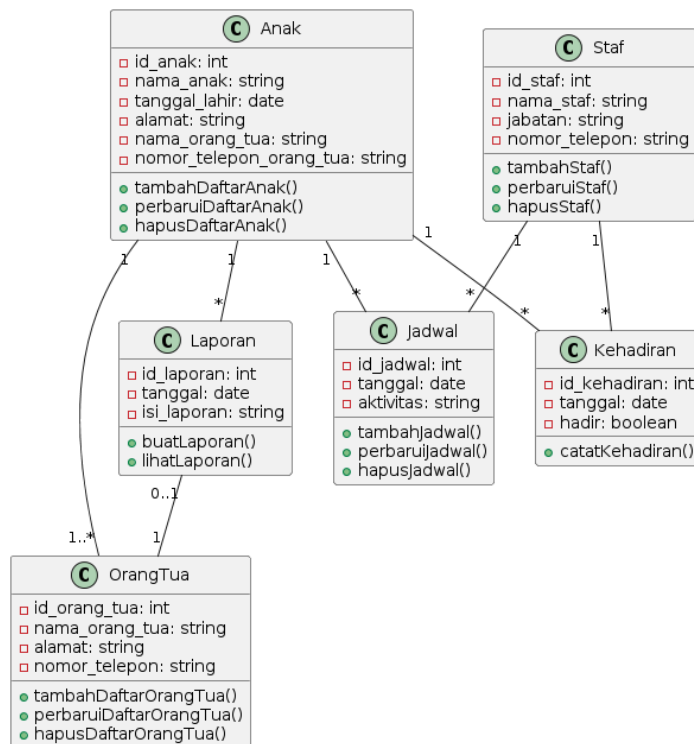 C Anak
id_anak: int
nama_anak: string
tanggal_lahir: date
alamat: string
nama_orang_tua: string
nomor_telepon_orang_tua: string
tambahDaftarAnak()
perbaruiDaftarAnak()
hapusDaftarAnak()
C Staf
id_staf: int
nama_staf: string
jabatan: string
nomor_telepon: string
tambahStaf()
perbaruiStaf()
hapusStaf()
1
1
1
1
1
1
*
*
*
*
*
C Laporan
id_laporan: int
tanggal: date
isi_laporan: string
buatLaporan()
lihatLaporan()
C Jadwal
id_jadwal: int
tanggal: date
aktivitas: string
tambahJadwal()
perbaruiJadwal()
hapusJadwal()
C Kehadiran
id_kehadiran: int
tanggal: date
hadir: boolean
catatKehadiran()
0..1
1..*
1
C OrangTua
id_orang_tua: int
nama_orang_tua: string
alamat: string
nomor_telepon: string
tambahDaftarOrangTua()
perbaruiDaftarOrangTua()
hapusDaftarOrangTua()